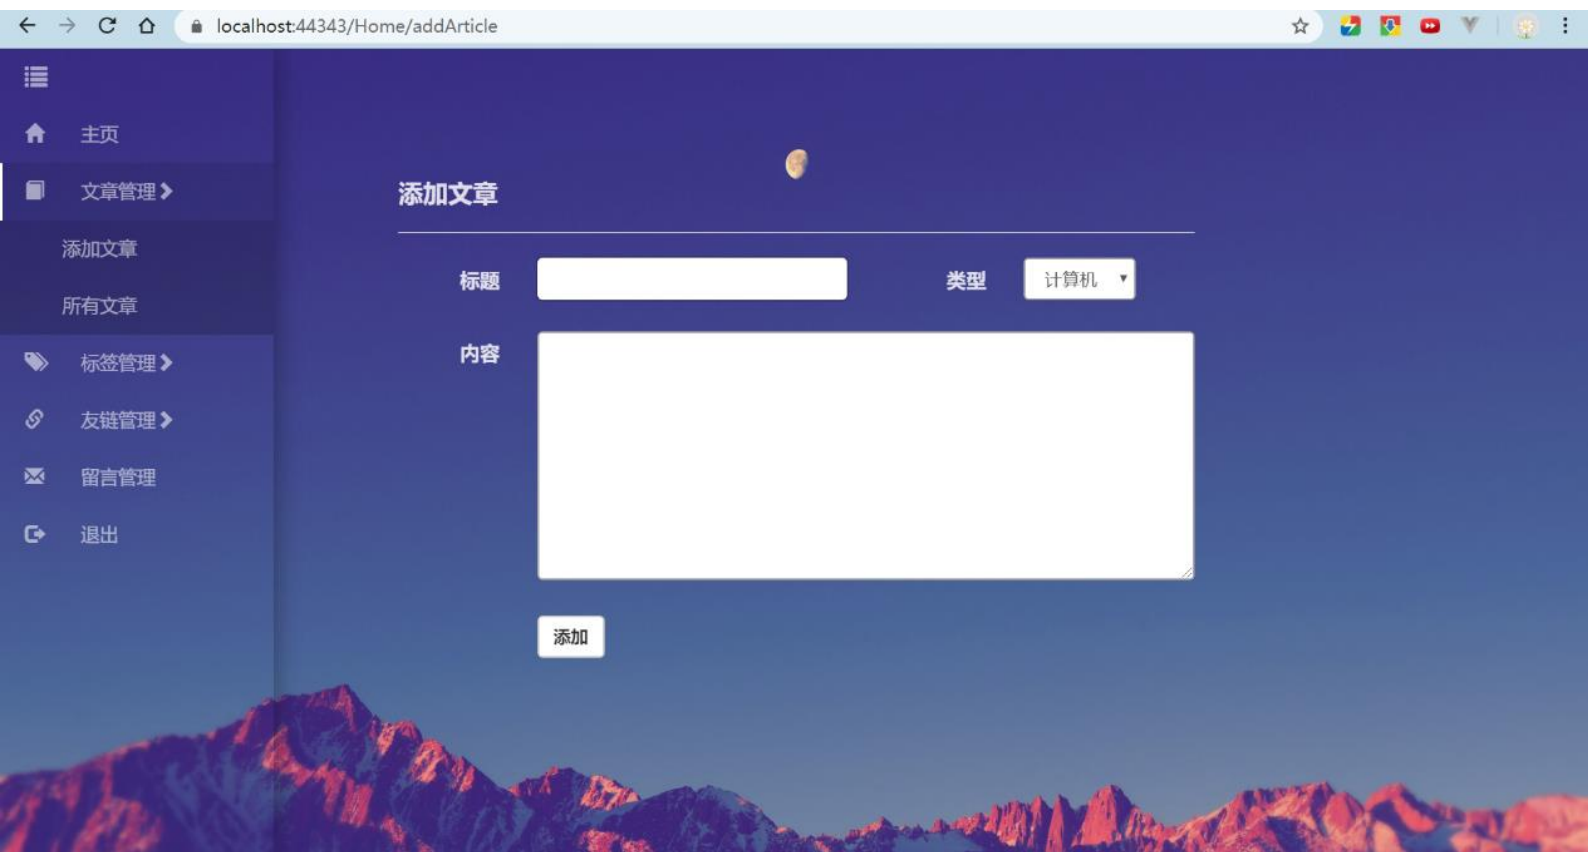 localhost:44343/Home/addArticle
主页
文章管理
添加文章
所有文章
标签管理
友链管理
留言管理
退出
添加文章
标题
类型 计算机
内容
添加